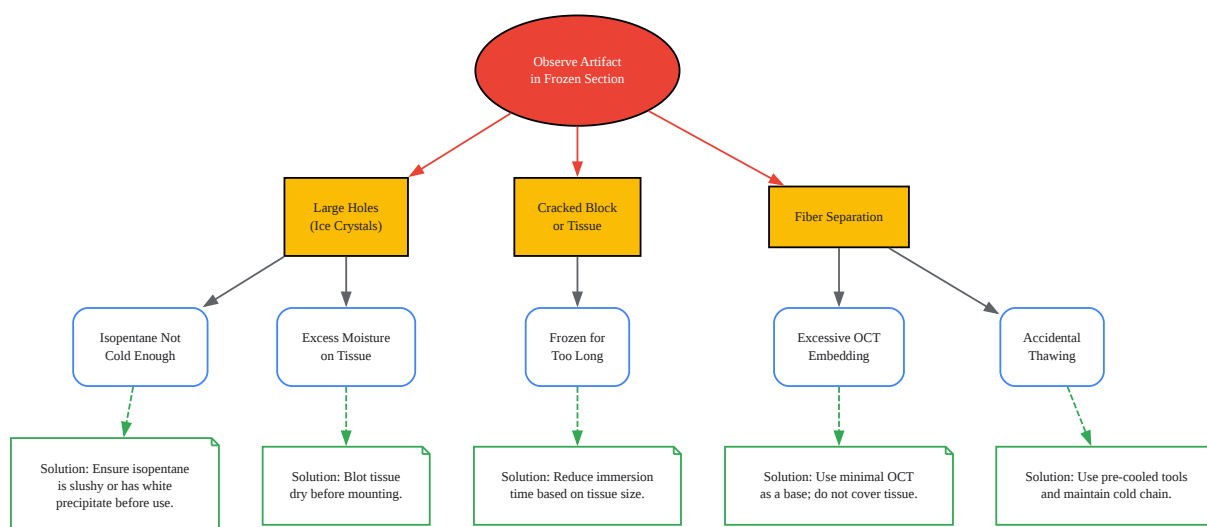 Observe Artifact
in Frozen Section
Large Holes
(Ice Crystals)
Cracked Block
or Tissue
Fiber Separation
Isopentane Not
Cold Enough
Excess Moisture
on Tissue
Frozen for
Too Long
Excessive OCT
Embedding
Accidental
Thawing
Solution: Ensure isopentane
is slushy or has white
precipitate before use.
Solution: Blot tissue
dry before mounting.
Solution: Reduce immersion
time based on tissue size.
Solution: Use minimal OCT
as a base; do not cover tissue.
Solution: Use pre-cooled tools
and maintain cold chain.